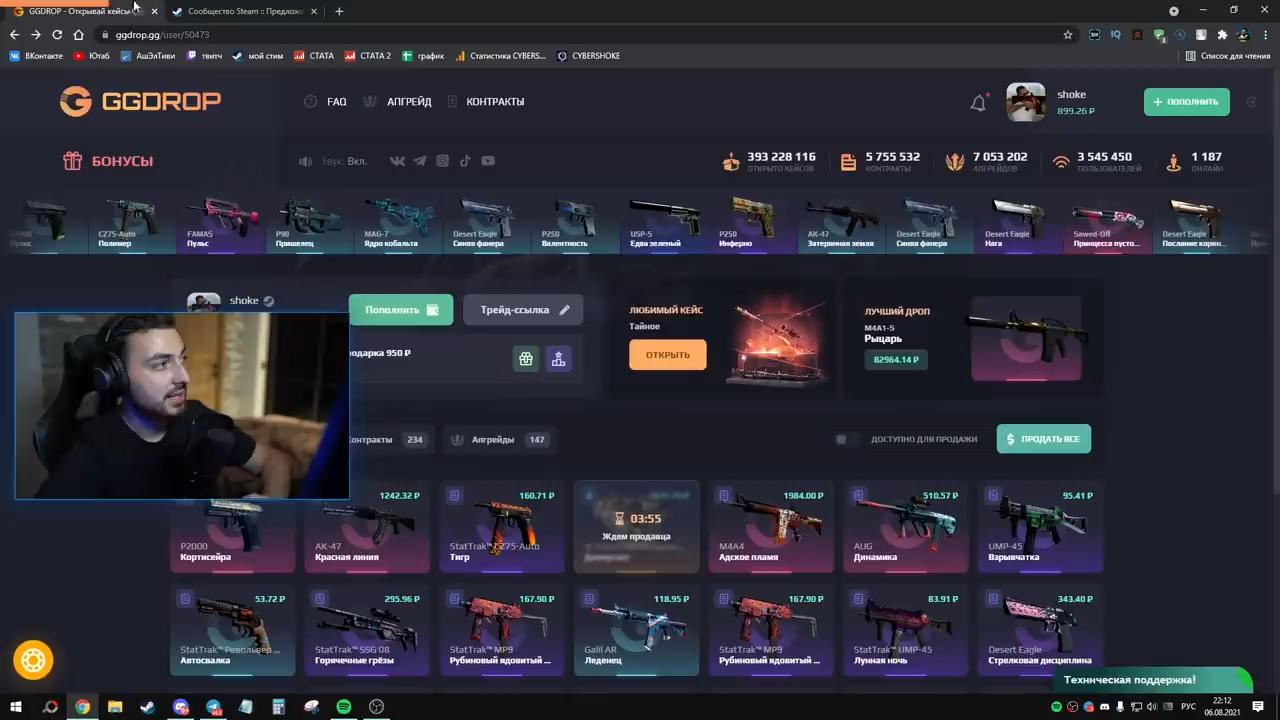 GGDROP - Открывай кейсы
Сообщество Steam :: Предложе
ggdrop.gg/user/50473
ВКонтакте
Ютаб
АшЭлТиви
твитч
мой стим
СТАТА
СТАТА 2
график
Статистика CYBERS...
CYBERSHOKE
Список для чтения
GGDROP
FAQ
АПГРЕЙД
КОНТРАКТЫ
shoke
899.26 ₽
ПОПОЛНИТЬ
БОНУСЫ
Звук: Вкл.
393 228 116
ОТКРЫТО КЕЙСОВ
5 755 532
КОНТРАКТЫ
7 053 202
АПГРЕЙДОВ
3 545 450
ПОЛЬЗОВАТЕЛЕЙ
1 187
ОНЛАЙН
Пульс
CZ75-Auto
Полимер
FAMAS
Пульс
P90
Пришелец
MAG-7
Ядро кобальта
Desert Eagle
Синяя фанера
P250
Валентность
USP-S
Едва зеленый
P250
Инферно
AK-47
Затерянная земля
Desert Eagle
Синяя фанера
Desert Eagle
Нага
Sawed-Off
Принцесса пусто...
Desert Eagle
Послание корин...
shoke
Пополнить
Трейд-ссылка
одарка 950 ₽
ЛЮБИМЫЙ КЕЙС
Тайное
ОТКРЫТЬ
ЛУЧШИЙ ДРОП
M4A1-S
Рыцарь
82964.14 ₽
онтракты 234
Апгрейды 147
ДОСТУПНО ДЛЯ ПРОДАЖИ
$ ПРОДАТЬ ВСЕ
P2000
Кортисейра
1242.32 ₽
AK-47
Красная линия
160.71 ₽
StatTrak™ CZ75-Auto
Тигр
03:55
Ждем продавца
1984.00 ₽
M4A4
Адское пламя
510.57 ₽
AUG
Динамика
95.41 ₽
UMP-45
Взрывчатка
53.72 ₽
StatTrak™ Револьвер ...
Автосвалка
295.96 ₽
StatTrak™ SSG 08
Горячечные грёзы
167.90 ₽
StatTrak™ MP9
Рубиновый ядовитый ...
118.95 ₽
Galil AR
Леденец
167.90 ₽
StatTrak™ MP9
Рубиновый ядовитый ...
83.91 ₽
StatTrak™ UMP-45
Лунная ночь
343.40 ₽
Desert Eagle
Стрелковая дисциплина
Техническая поддержка!
РУС
22:12
06.08.2021